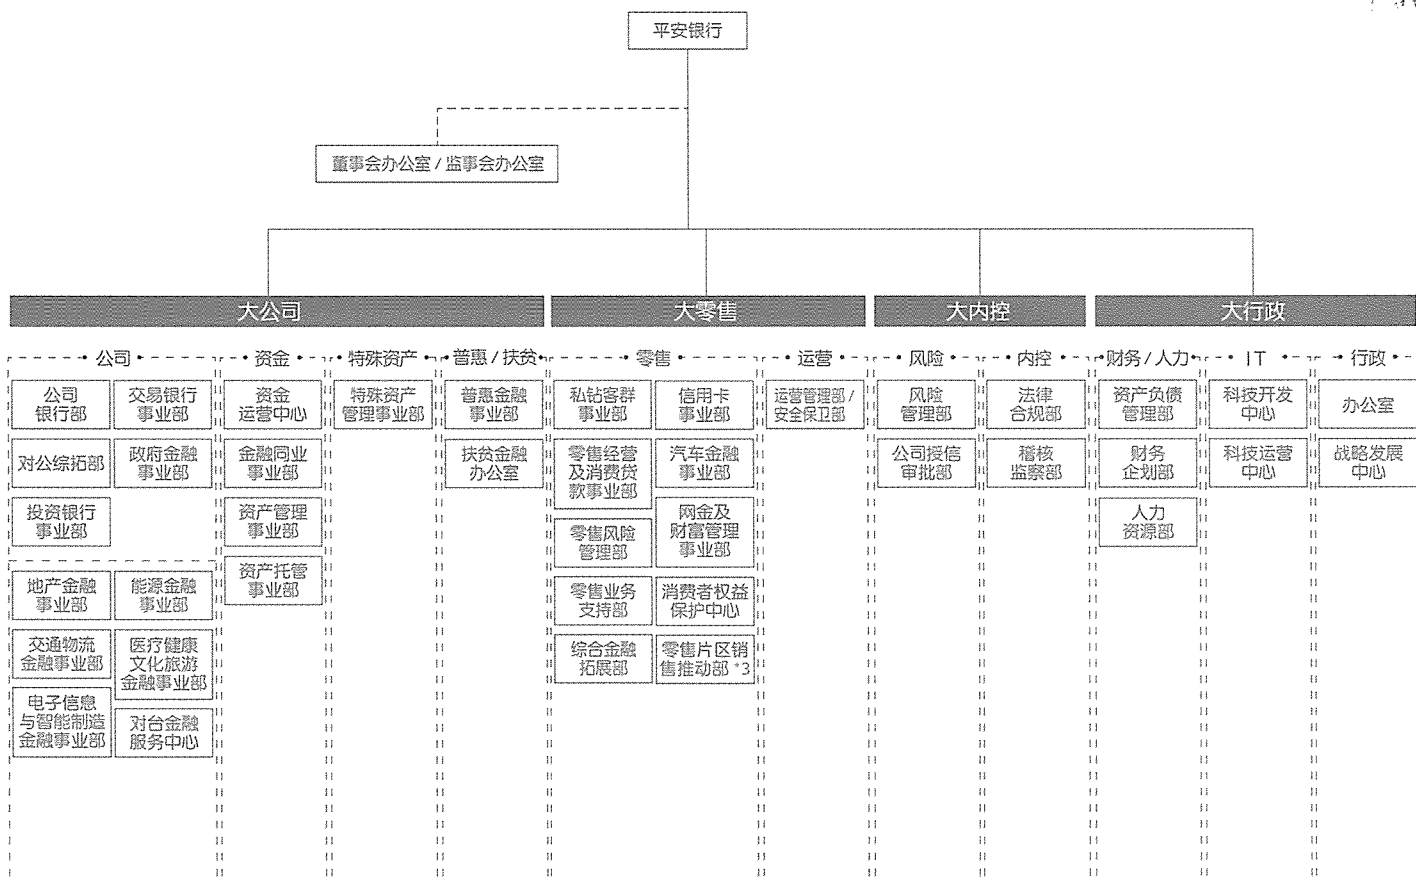 平安银行
董事会办公室 / 监事会办公室
大公司
大零售
大内控
大行政
公司
资金
特殊资产
普惠 / 扶贫
零售
运营
风险
内控
财务 / 人力
IT
行政
公司
银行部
交易银行
事业部
对公综拓部
政府金融
事业部
投资银行
事业部
地产金融
事业部
能源金融
事业部
交通物流
金融事业部
医疗健康
文化旅游
金融事业部
电子信息
与智能制造
金融事业部
对台金融
服务中心
资金
运营中心
金融同业
事业部
资产管理
事业部
资产托管
事业部
特殊资产
管理事业部
普惠金融
事业部
扶贫金融
办公室
私钻客群
事业部
信用卡
事业部
零售经营
及消费贷
款事业部
汽车金融
事业部
零售风险
管理部
网金及
财富管理
事业部
零售业务
支持部
消费者权益
保护中心
综合金融
拓展部
零售片区销
售推动部 *3
运营管理部 /
安全保卫部
风险
管理部
公司授信
审批部
法律
合规部
稽核
监察部
资产负债
管理部
财务
企划部
人力
资源部
科技开发
中心
科技运营
中心
办公室
战略发展
中心